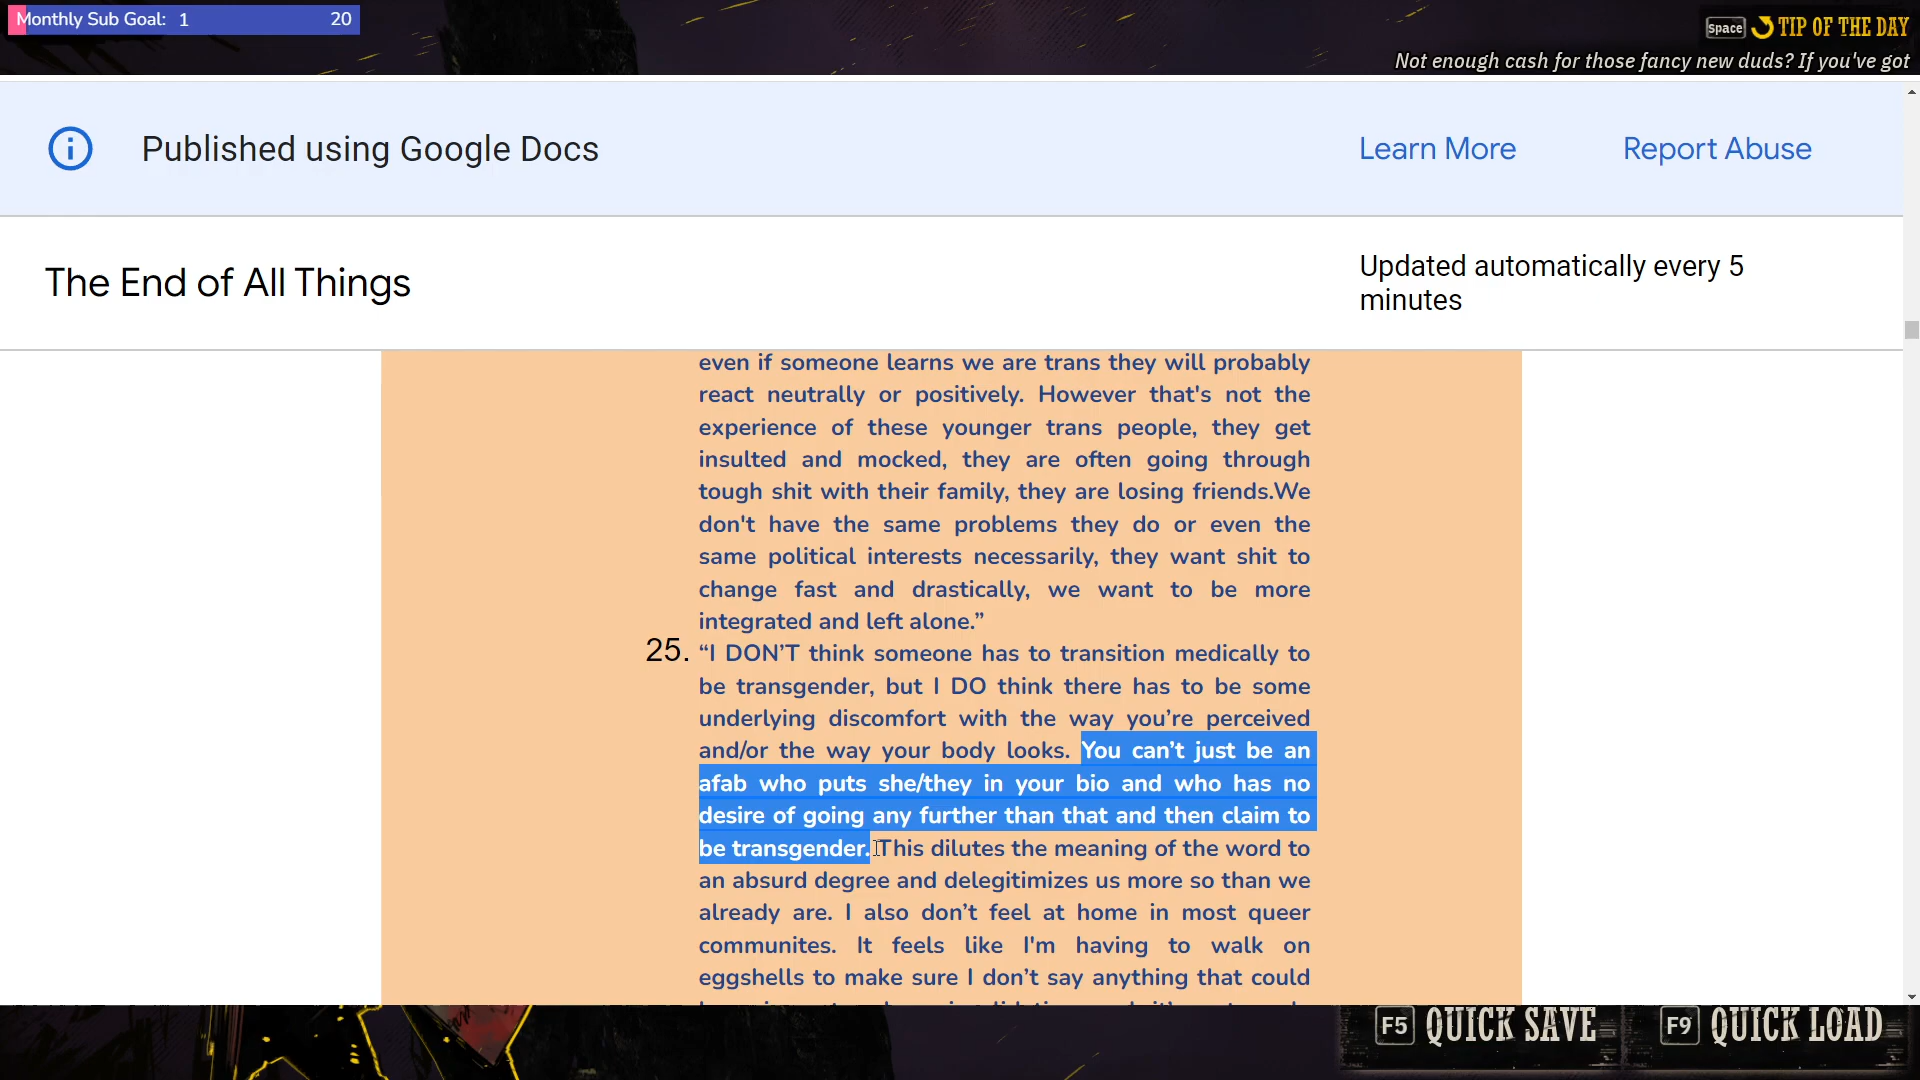 Monthly Sub Goal: 1 20
Space TIP OF THE DAY
Not enough cash for those fancy new duds? If you've got
Published using Google Docs
Learn More
Report Abuse
The End of All Things
Updated automatically every 5
minutes
even if someone learns we are trans they will probably
react neutrally or positively. However that's not the
experience of these younger trans people, they get
insulted and mocked, they are often going through
tough shit with their family, they are losing friends.We
don't have the same problems they do or even the
same political interests necessarily, they want shit to
change fast and drastically, we want to be more
integrated and left alone.”
25. “I DON’T think someone has to transition medically to
be transgender, but I DO think there has to be some
underlying discomfort with the way you’re perceived
and/or the way your body looks. You can’t just be an
afab who puts she/they in your bio and who has no
desire of going any further than that and then claim to
be transgender. This dilutes the meaning of the word to
an absurd degree and delegitimizes us more so than we
already are. I also don’t feel at home in most queer
communites. It feels like I'm having to walk on
eggshells to make sure I don’t say anything that could
F5 QUICK SAVE
F9 QUICK LOAD